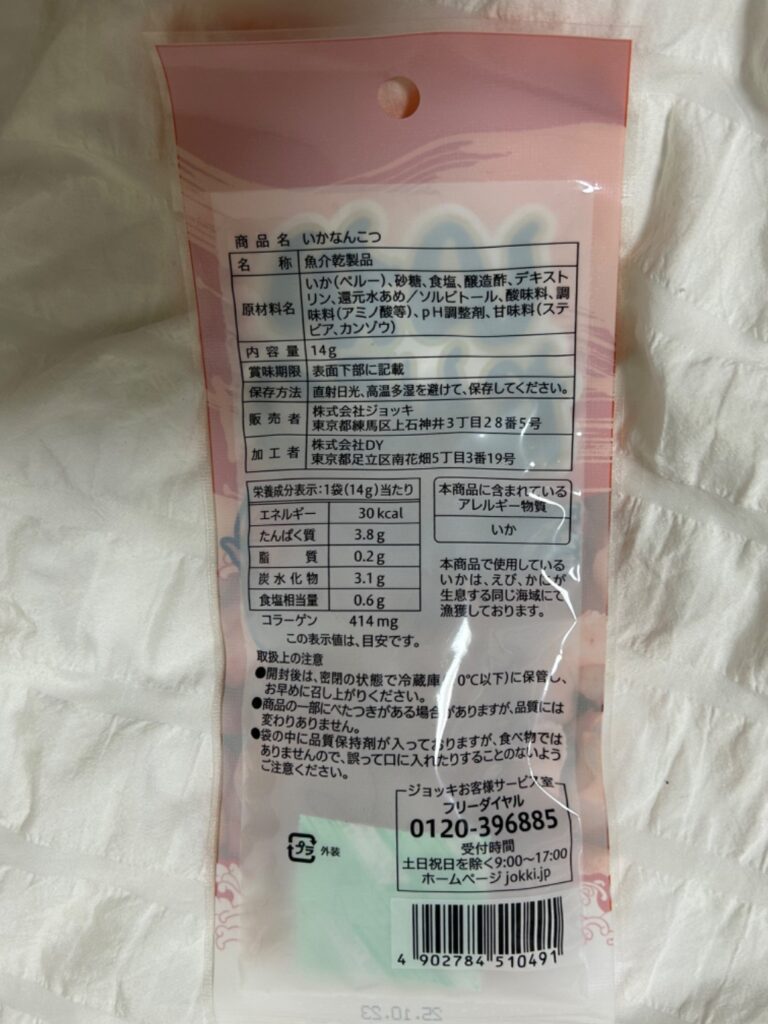 商品名 いかなんこつ
名称 魚介乾製品
原材料名 いか(ペルー)、砂糖、食塩、醸造酢、デキスト
リン、還元水あめ/ソルビトール、酸味料、調
味料(アミノ酸等)、pH調整剤、甘味料(ステ
ビア、カンゾウ)
内容量 14g
賞味期限 表面下部に記載
保存方法 直射日光、高温多湿を避けて、保存してください。
販売者 株式会社ジョッキ
東京都練馬区上石神井3丁目28番5号
加工者 株式会社DY
東京都足立区南花畑5丁目3番19号
栄養成分表示:1袋(14g)当たり
エネルギー 30kcal
たんぱく質 3.8g
脂質 0.2g
炭水化物 3.1g
食塩相当量 0.6g
コラーゲン 414mg
この表示値は、目安です。
本商品に含まれている
アレルギー物質
いか
本商品で使用している
いかは、えび、かにが
生息する同じ海域にて
漁獲しております。
取扱上の注意
●開封後は、密閉の状態で冷蔵庫 0℃以下)に保管し、
お早めに召し上がりください。
●商品の一部にべたつきがある場合がありますが、品質には
変わりありません。
●袋の中に品質保持剤が入っておりますが、食べ物では
ありませんので、誤って口に入れたりすることのないよう
ご注意ください。
ジョッキお客様サービス室
フリーダイヤル
0120-396885
受付時間
土日祝日を除く9:00~17:00
ホームページ jokki.jp
プラ 外装
4 902784 510491
25.10.23